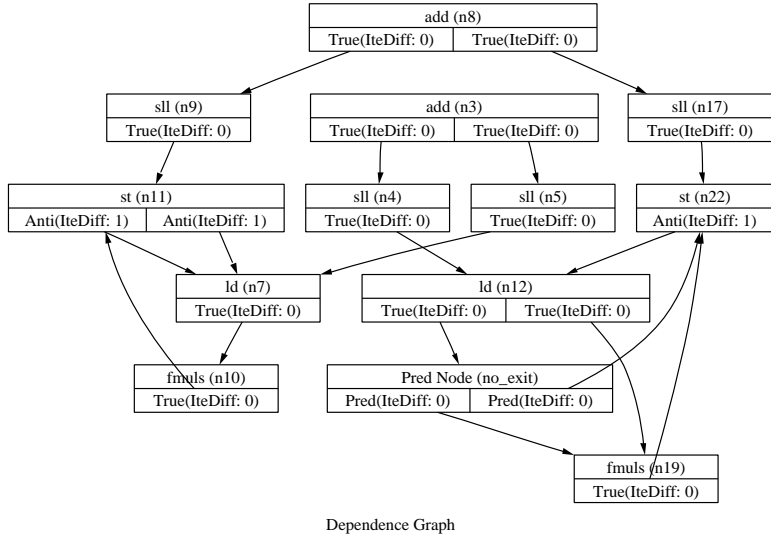 add (n8)
True(IteDiff: 0) True(IteDiff: 0)
sll (n9) add (n3) sll (n17)
True(IteDiff: 0) True(IteDiff: 0) True(IteDiff: 0) True(IteDiff: 0)
st (n11) sll (n4) sll (n5) st (n22)
Anti(IteDiff: 1) Anti(IteDiff: 1) True(IteDiff: 0) True(IteDiff: 0) Anti(IteDiff: 1)
ld (n7) ld (n12)
True(IteDiff: 0) True(IteDiff: 0) True(IteDiff: 0)
fmuls (n10) Pred Node (no_exit)
True(IteDiff: 0) Pred(IteDiff: 0) Pred(IteDiff: 0)
fmuls (n19)
True(IteDiff: 0)
Dependence Graph